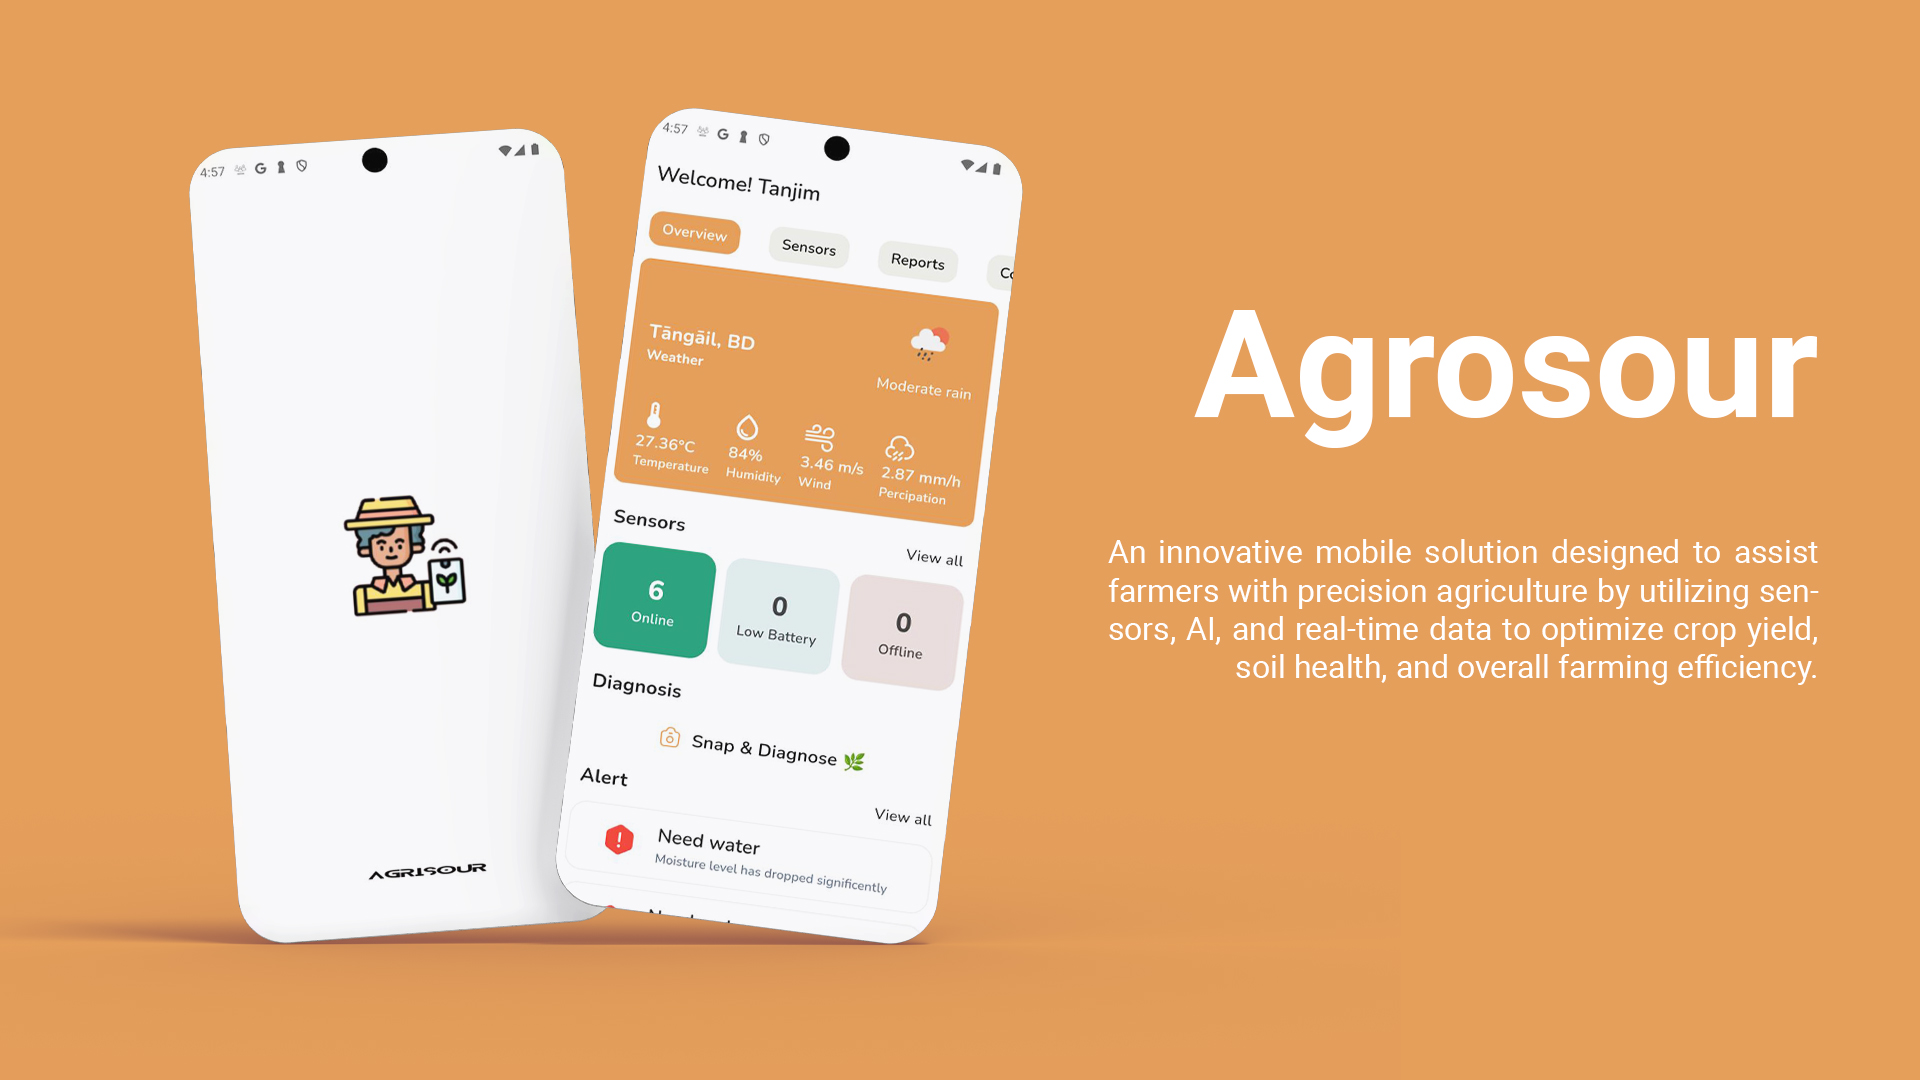 4:57
AGRISOUR
4:57
Welcome! Tanjim
Overview
Sensors
Reports
Tāngāil, BD
Weather
Moderate rain
27.36°C
Temperature
84%
Humidity
3.46 m/s
Wind
2.87 mm/h
Percipation
Sensors
View all
6
Online
0
Low Battery
0
Offline
Diagnosis
Snap & Diagnose
Alert
View all
Need water
Moisture level has dropped significently
Agrosour
An innovative mobile solution designed to assist
farmers with precision agriculture by utilizing sen-
sors, AI, and real-time data to optimize crop yield,
soil health, and overall farming efficiency.